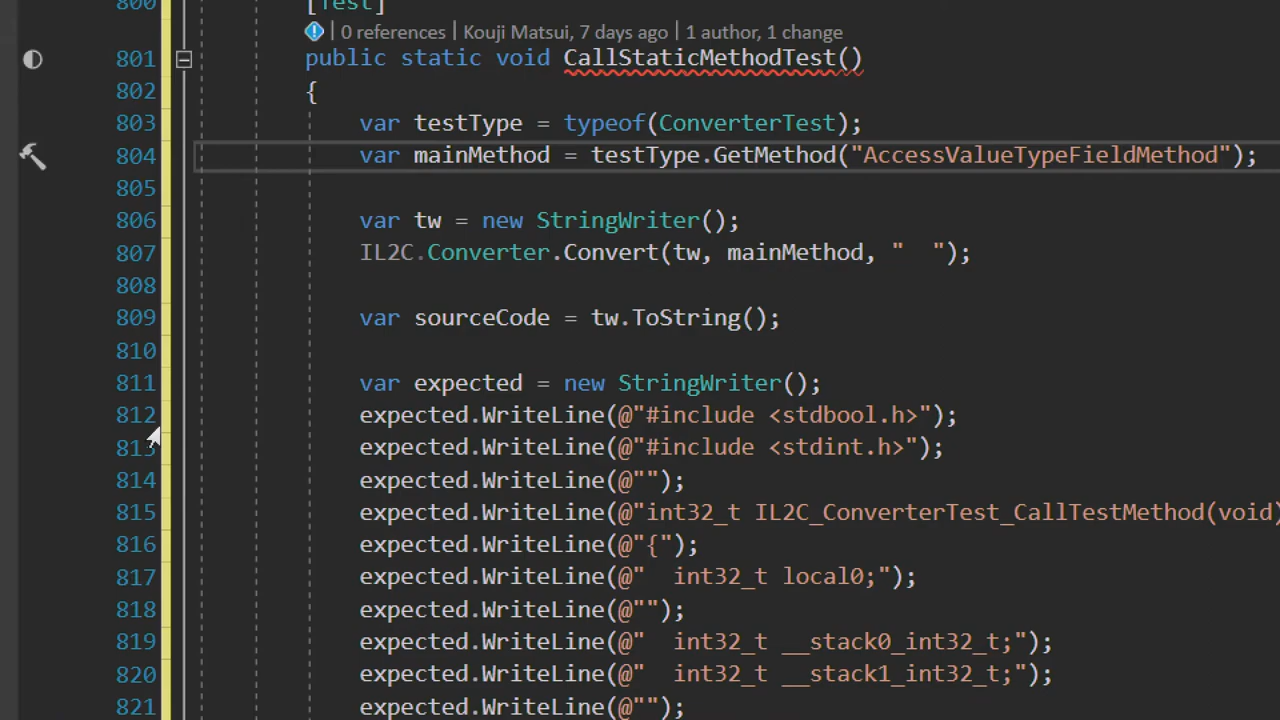 800 [Test]
0 references | Kouji Matsui, 7 days ago | 1 author, 1 change
801 public static void CallStaticMethodTest()
802 {
803 var testType = typeof(ConverterTest);
804 var mainMethod = testType.GetMethod("AccessValueTypeFieldMethod");
805
806 var tw = new StringWriter();
807 IL2C.Converter.Convert(tw, mainMethod, "  ");
808
809 var sourceCode = tw.ToString();
810
811 var expected = new StringWriter();
812 expected.WriteLine(@"#include <stdbool.h>");
813 expected.WriteLine(@"#include <stdint.h>");
814 expected.WriteLine(@"");
815 expected.WriteLine(@"int32_t IL2C_ConverterTest_CallTestMethod(void)
816 expected.WriteLine(@"{");
817 expected.WriteLine(@"  int32_t local0;");
818 expected.WriteLine(@"");
819 expected.WriteLine(@"  int32_t __stack0_int32_t;");
820 expected.WriteLine(@"  int32_t __stack1_int32_t;");
821 expected.WriteLine(@"");